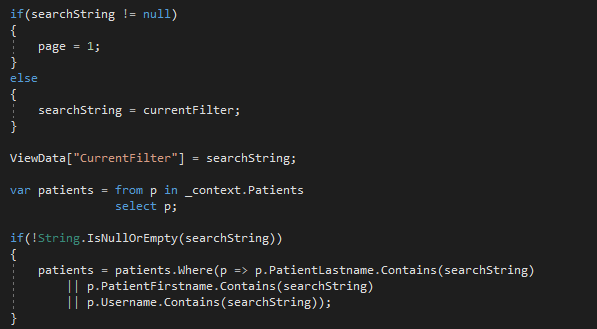 if(searchString != null)
{
    page = 1;
}
else
{
    searchString = currentFilter;
}
ViewData["CurrentFilter"] = searchString;
var patients = from p in _context.Patients
               select p;
if(!String.IsNullOrEmpty(searchString))
{
    patients = patients.Where(p => p.PatientLastname.Contains(searchString)
        || p.PatientFirstname.Contains(searchString)
        || p.Username.Contains(searchString));
}